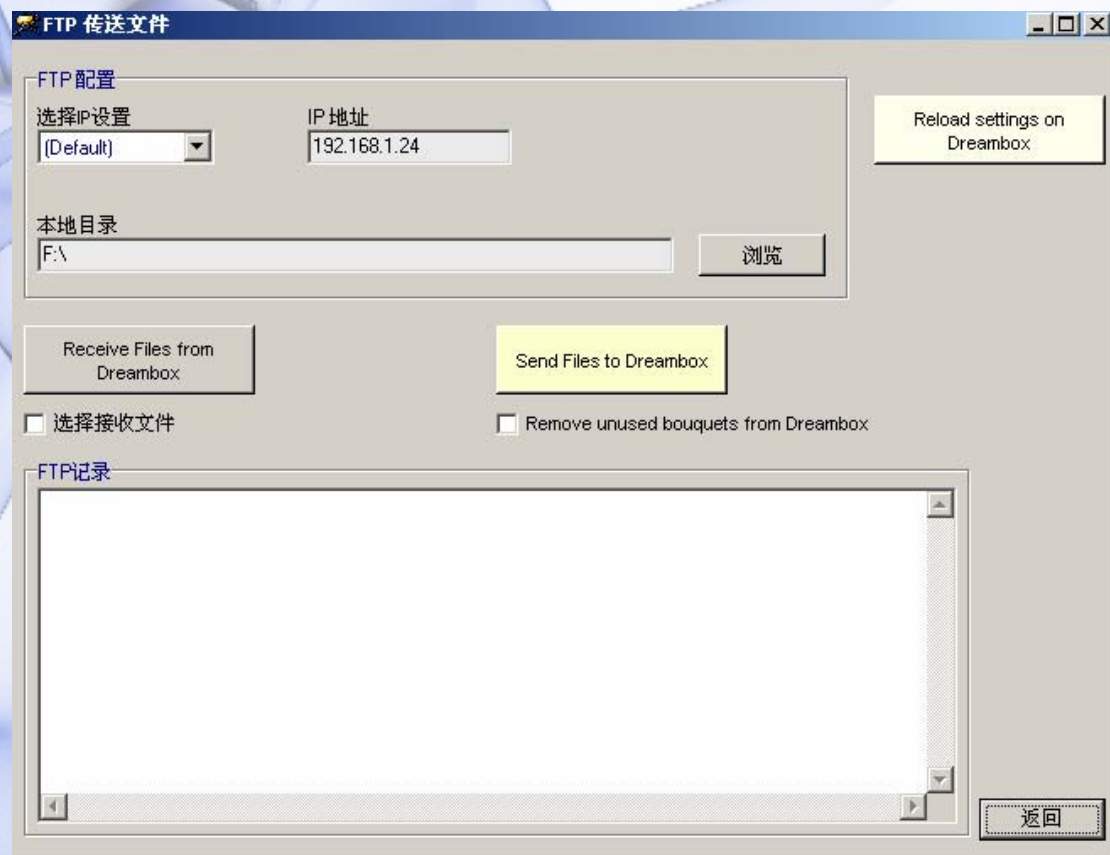 FTP 传送文件
FTP 配置
选择IP设置
IP 地址
(Default)
192.168.1.24
Reload settings on
Dreambox
本地目录
F:\
浏览
Receive Files from
Dreambox
Send Files to Dreambox
选择接收文件
Remove unused bouquets from Dreambox
FTP记录
返回